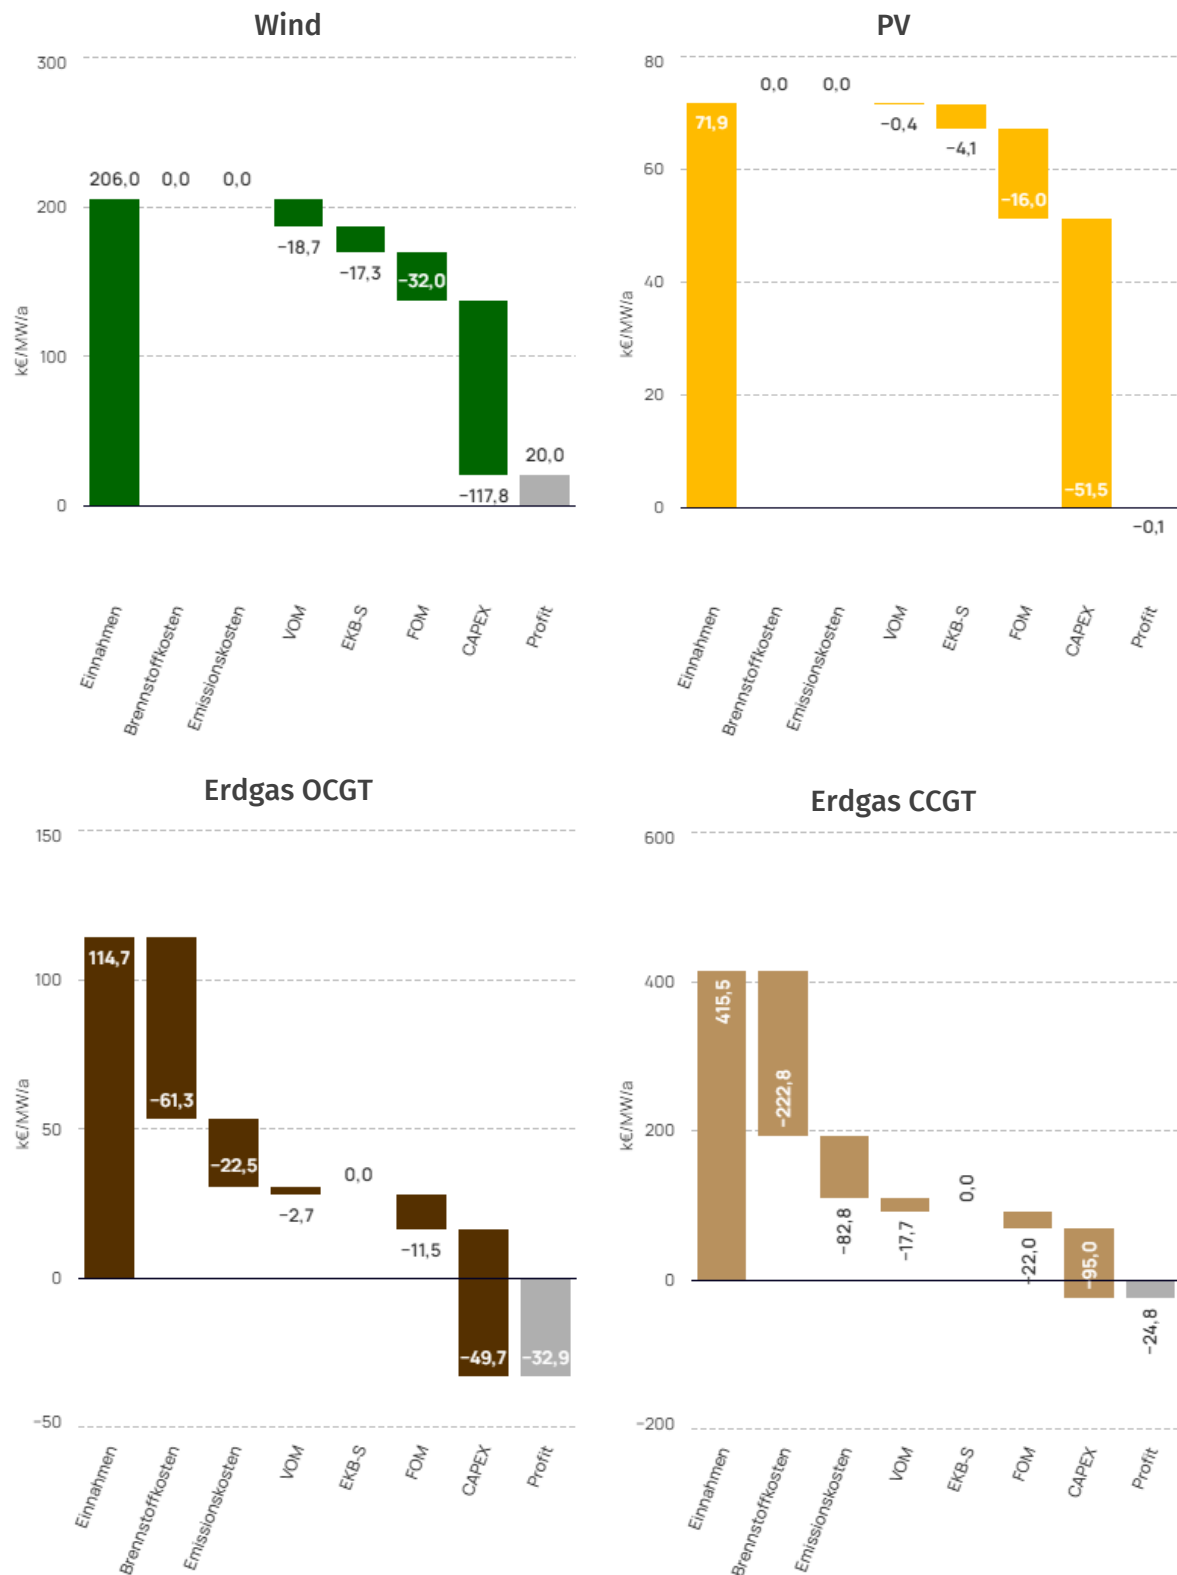 Wind
300
206,0 0,0 0,0
200
−18,7
−17,3
−32,0
k€/MW/a
100
20,0
−117,8
0
Einnahmen
Brennstoffkosten
Emissionskosten
VOM
EKB-S
FOM
CAPEX
Profit
PV
80
0,0 0,0
71,9
−0,4
−4,1
60
−16,0
40
k€/MW/a
20
−51,5
0
−0,1
Einnahmen
Brennstoffkosten
Emissionskosten
VOM
EKB-S
FOM
CAPEX
Profit
Erdgas OCGT
150
114,7
100
−61,3
k€/MW/a
50
−22,5
0,0
−2,7
−11,5
0
−49,7
−32,9
−50
Einnahmen
Brennstoffkosten
Emissionskosten
VOM
EKB-S
FOM
CAPEX
Profit
Erdgas CCGT
600
415,5
400
−222,8
k€/MW/a
200
−82,8
−17,7
0,0
−22,0
−95,0
0
−24,8
−200
Einnahmen
Brennstoffkosten
Emissionskosten
VOM
EKB-S
FOM
CAPEX
Profit